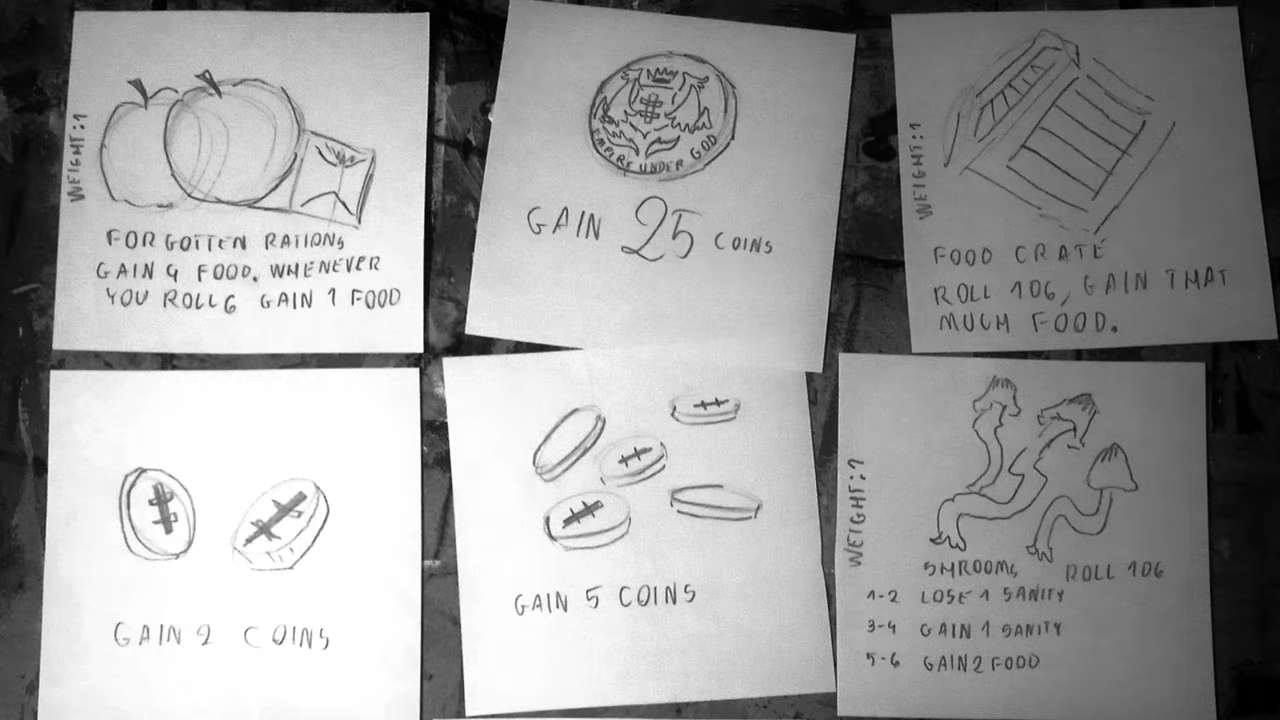 WEIGHT:1
FORGOTTEN RATIONS
GAIN 4 FOOD. WHENEVER
YOU ROLL 6 GAIN 1 FOOD
EMPIRE UNDER GOD
GAIN 25 COINS
WEIGHT:1
FOOD CRATE
ROLL 1D6, GAIN THAT
MUCH FOOD.
GAIN 2 COINS
GAIN 5 COINS
WEIGHT:1
SHROOMS ROLL 1D6
1-2 LOSE 1 SANITY
3-4 GAIN 1 SANITY
5-6 GAIN 2 FOOD